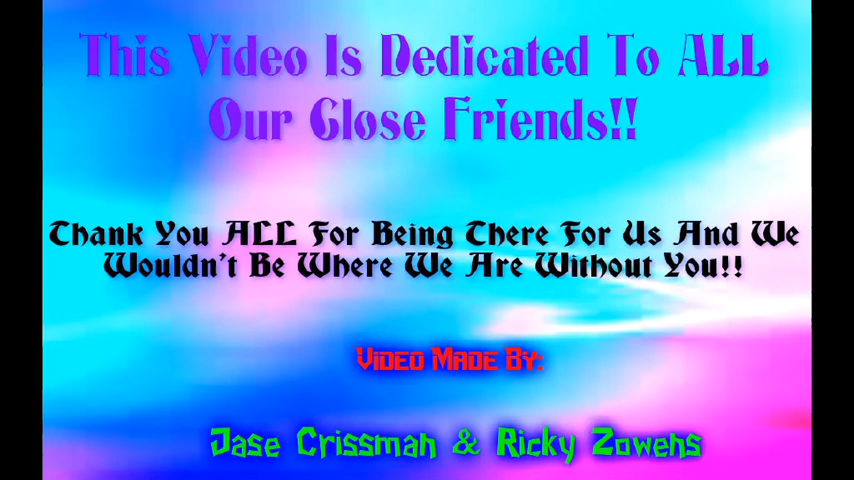 This Video Is Dedicated To ALL
Our Close Friends!!
Thank You ALL For Being There For Us And We
Wouldn't Be Where We Are Without You!!
Video Made By:
Jase Crissman & Ricky Zowens